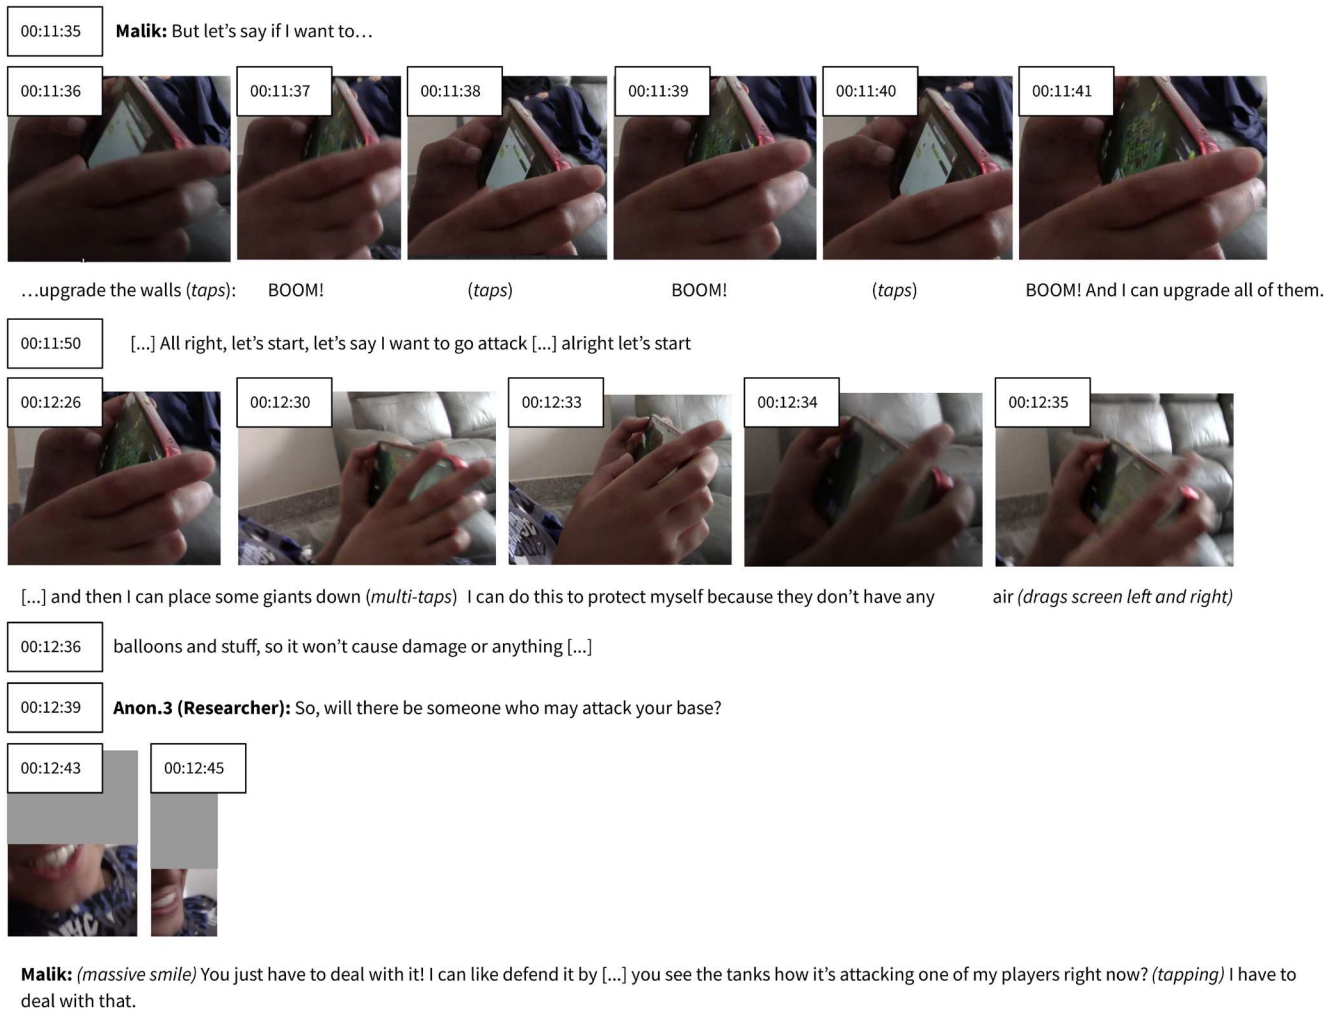 00:11:35
Malik: But let's say if I want to…
00:11:36
00:11:37
00:11:38
00:11:39
00:11:40
00:11:41
…upgrade the walls (taps): BOOM! (taps) BOOM! (taps) BOOM! And I can upgrade all of them.
00:11:50
[...] All right, let's start, let's say I want to go attack [...] alright let's start
00:12:26
00:12:30
00:12:33
00:12:34
00:12:35
[...] and then I can place some giants down (multi-taps) I can do this to protect myself because they don't have any air (drags screen left and right)
00:12:36
balloons and stuff, so it won't cause damage or anything [...]
00:12:39
Anon.3 (Researcher): So, will there be someone who may attack your base?
00:12:43
00:12:45
Malik: (massive smile) You just have to deal with it! I can like defend it by [...] you see the tanks how it's attacking one of my players right now? (tapping) I have to
deal with that.